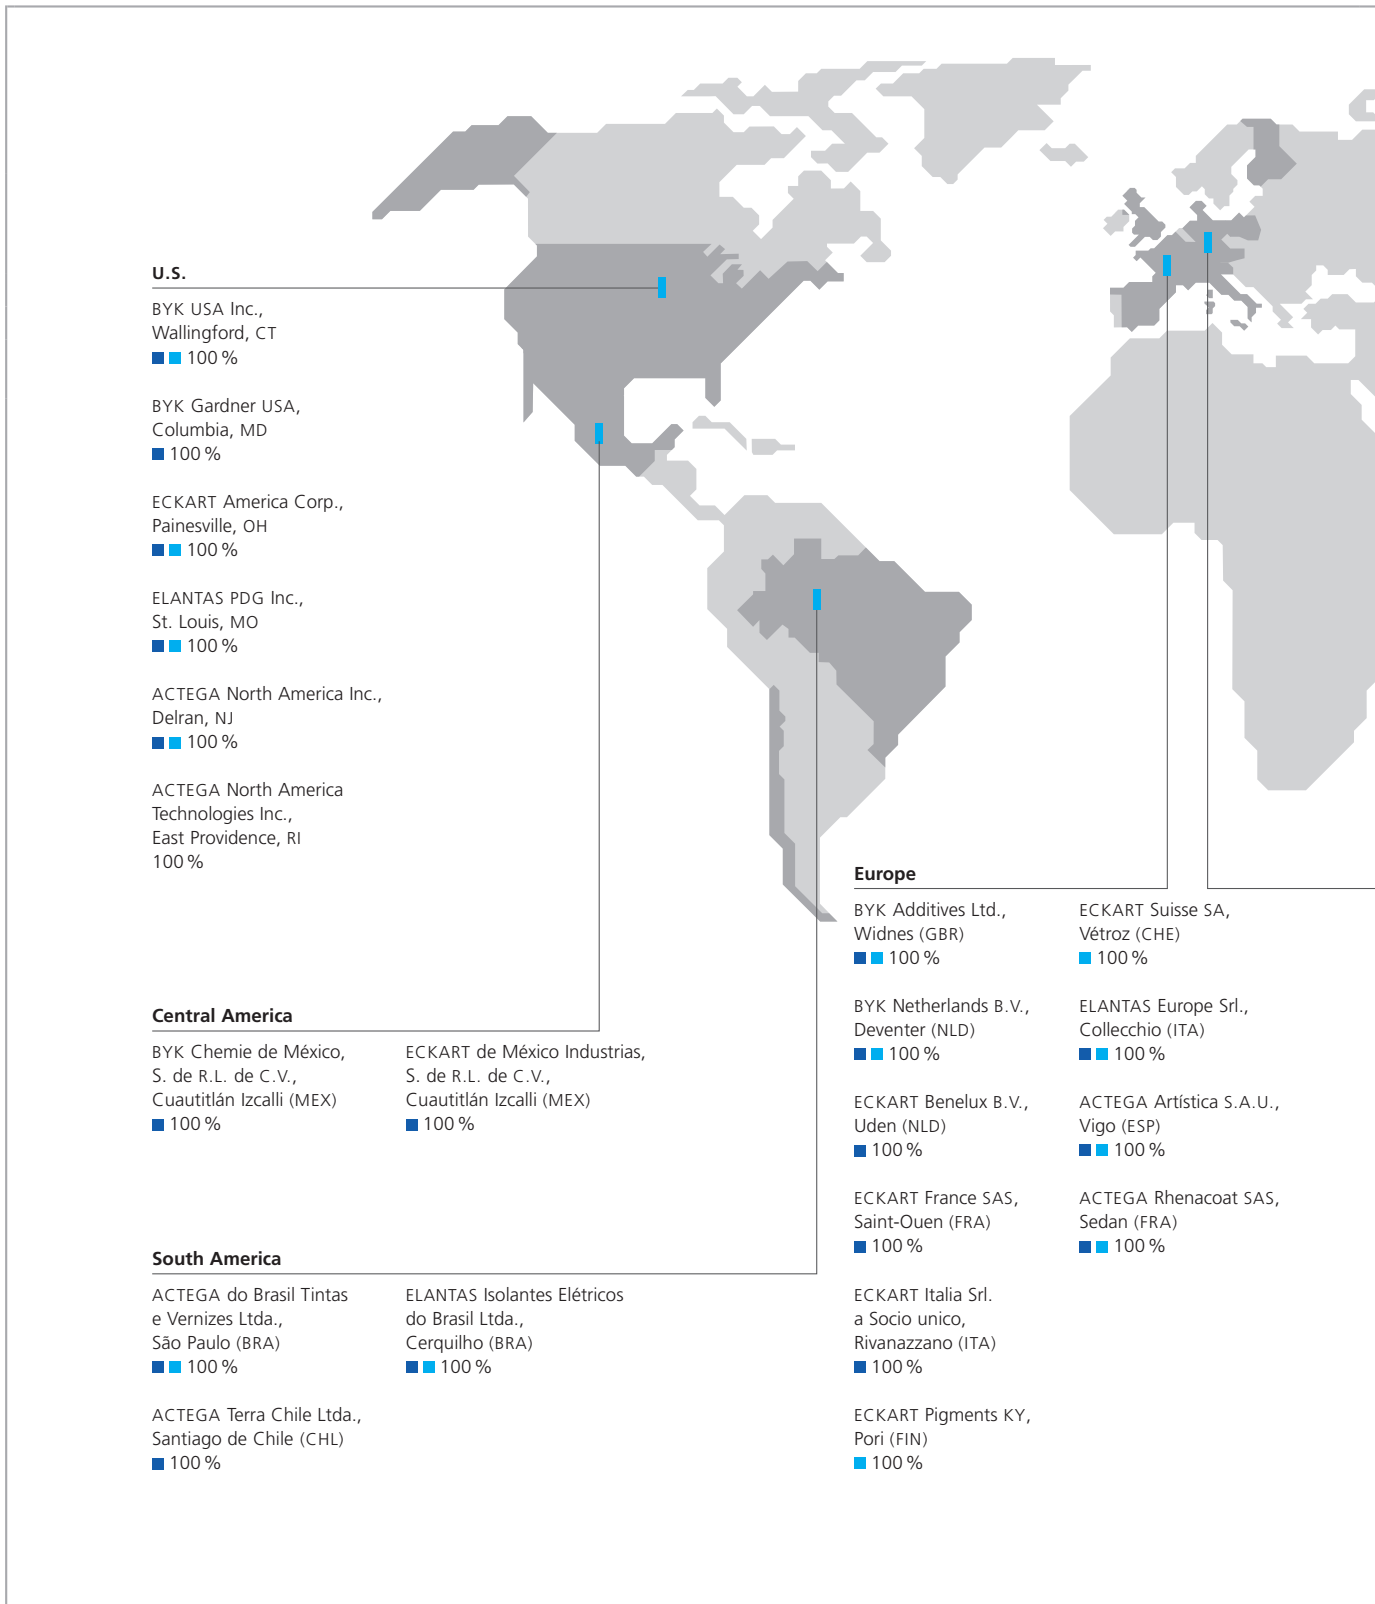 U.S.
BYK USA Inc.,
Wallingford, CT
100 %
BYK Gardner USA,
Columbia, MD
100 %
ECKART America Corp.,
Painesville, OH
100 %
ELANTAS PDG Inc.,
St. Louis, MO
100 %
ACTEGA North America Inc.,
Delran, NJ
100 %
ACTEGA North America
Technologies Inc.,
East Providence, RI
100 %
Central America
BYK Chemie de México,
S. de R.L. de C.V.,
Cuautitlán Izcalli (MEX)
100 %
ECKART de México Industrias,
S. de R.L. de C.V.,
Cuautitlán Izcalli (MEX)
100 %
South America
ACTEGA do Brasil Tintas
e Vernizes Ltda.,
São Paulo (BRA)
100 %
ACTEGA Terra Chile Ltda.,
Santiago de Chile (CHL)
100 %
ELANTAS Isolantes Elétricos
do Brasil Ltda.,
Cerquilho (BRA)
100 %
Europe
BYK Additives Ltd.,
Widnes (GBR)
100 %
BYK Netherlands B.V.,
Deventer (NLD)
100 %
ECKART Benelux B.V.,
Uden (NLD)
100 %
ECKART France SAS,
Saint-Ouen (FRA)
100 %
ECKART Italia Srl.
a Socio unico,
Rivanazzano (ITA)
100 %
ECKART Pigments KY,
Pori (FIN)
100 %
ECKART Suisse SA,
Vétroz (CHE)
100 %
ELANTAS Europe Srl.,
Collecchio (ITA)
100 %
ACTEGA Artística S.A.U.,
Vigo (ESP)
100 %
ACTEGA Rhenacoat SAS,
Sedan (FRA)
100 %